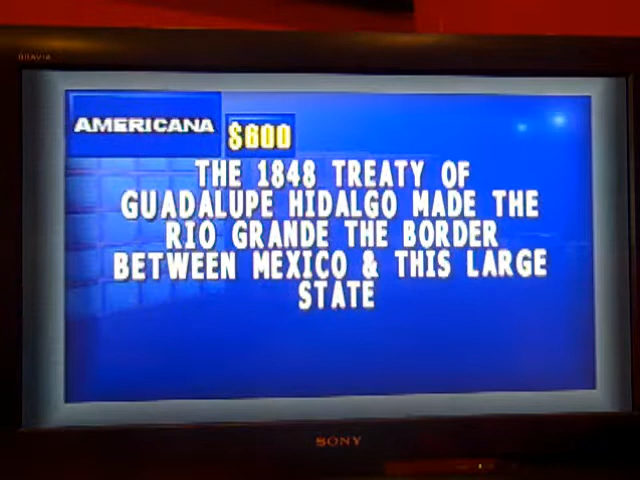 BRAVIA
AMERICANA
$600
THE 1848 TREATY OF
GUADALUPE HIDALGO MADE THE
RIO GRANDE THE BORDER
BETWEEN MEXICO & THIS LARGE
STATE
SONY